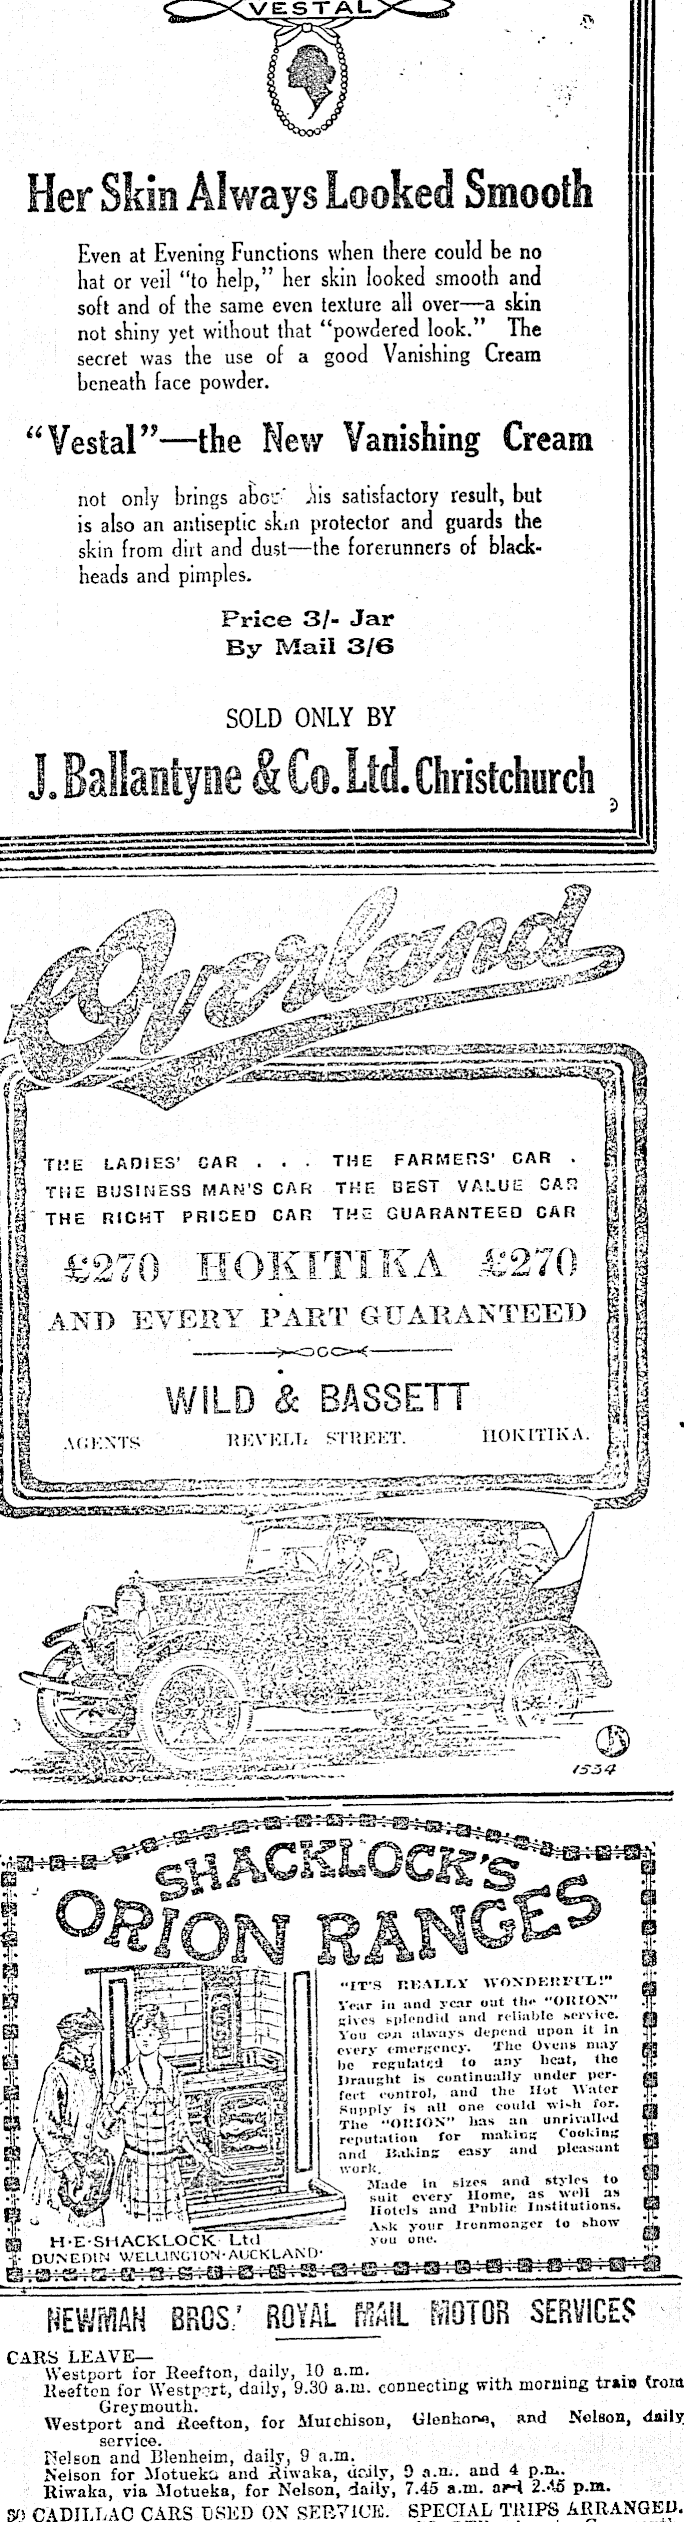 VESTAL
Her Skin Always Looked Smooth
Even at Evening Functions when there could be no
hat or veil "to help," her skin looked smooth and
soft and of the same even texture all over—a skin
not shiny yet without that "powdered look." The
secret was the use of a good Vanishing Cream
beneath face powder.
"Vestal"—the New Vanishing Cream
not only brings about his satisfactory result, but
is also an antiseptic skin protector and guards the
skin from dirt and dust—the forerunners of black-
heads and pimples.
Price 3/- Jar
By Mail 3/6
SOLD ONLY BY
J. Ballantyne & Co. Ltd. Christchurch
Overland
THE LADIES' CAR . . . THE FARMERS' CAR .
THE BUSINESS MAN'S CAR THE BEST VALUE CAR
THE RIGHT PRICED CAR THE GUARANTEED CAR
£270 HOKITIKA £270
AND EVERY PART GUARANTEED
WILD & BASSETT
AGENTS REVELL STREET. HOKITIKA.
1534
SHACKLOCK'S
ORION RANGES
"IT'S REALLY WONDERFUL!"
Year in and year out the "ORION"
gives splendid and reliable service.
You can always depend upon it in
every emergency. The Ovens may
be regulated to any heat, the
Draught is continually under per-
fect control, and the Hot Water
Supply is all one could wish for.
The "ORION" has an unrivalled
reputation for making Cooking
and Baking easy and pleasant
work.
Made in sizes and styles to
suit every Home, as well as
Hotels and Public Institutions.
Ask your Ironmonger to show
you one.
H·E·SHACKLOCK Ltd
DUNEDIN WELLINGTON·AUCKLAND·
NEWMAN BROS.' ROYAL MAIL MOTOR SERVICES
CARS LEAVE—
Westport for Reefton, daily, 10 a.m.
Reefton for Westport, daily, 9.30 a.m. connecting with morning train from
Greymouth.
Westport and Reefton, for Murchison, Glenhope, and Nelson, daily
service.
Nelson and Blenheim, daily, 9 a.m.
Nelson for Motueka and Riwaka, daily, 9 a.m. and 4 p.m.
Riwaka, via Motueka, for Nelson, daily, 7.45 a.m. and 2.45 p.m.
CADILLAC CARS USED ON SERVICE. SPECIAL TRIPS ARRANGED.